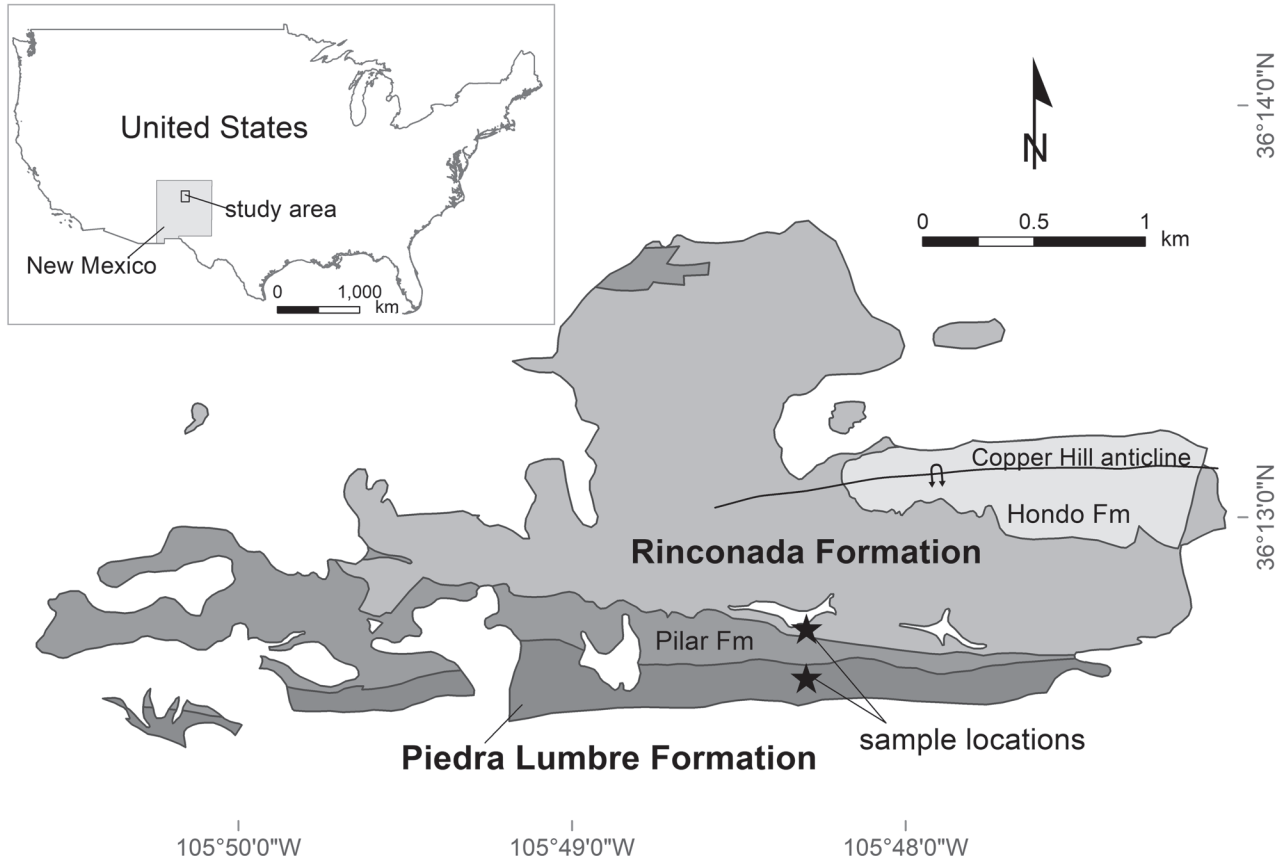 United States
study area
New Mexico
0 1,000
km
N
0 0.5 1
km
36°14'0"N
Copper Hill anticline
Hondo Fm
36°13'0"N
Rinconada Formation
Pilar Fm
sample locations
Piedra Lumbre Formation
105°50'0"W 105°49'0"W 105°48'0"W